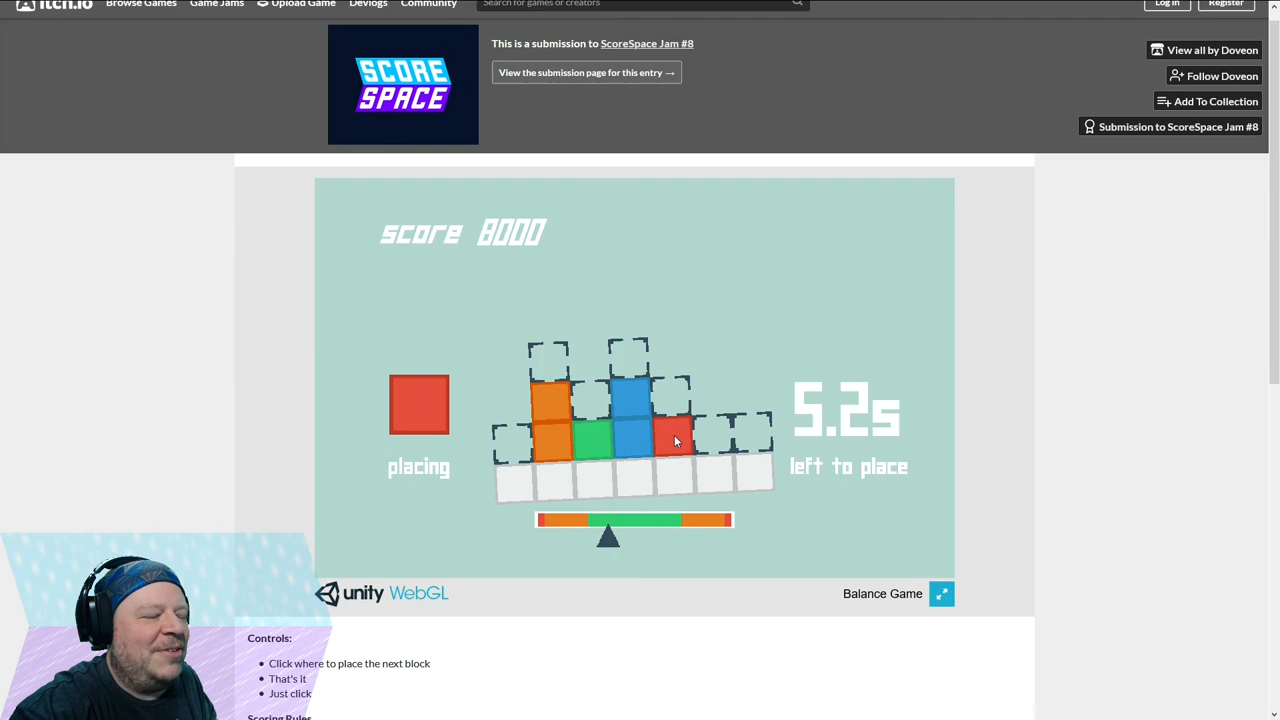 itch.io Browse Games Game Jams Upload Game Devlogs Community Search for games or creators Log in Register
SCORE
SPACE
This is a submission to ScoreSpace Jam #8
View the submission page for this entry →
View all by Doveon
Follow Doveon
Add To Collection
Submission to ScoreSpace Jam #8
score 8000
placing
5.2s
left to place
unity WebGL
Balance Game
Controls:
• Click where to place the next block
• That's it
• Just click
Scoring Rules